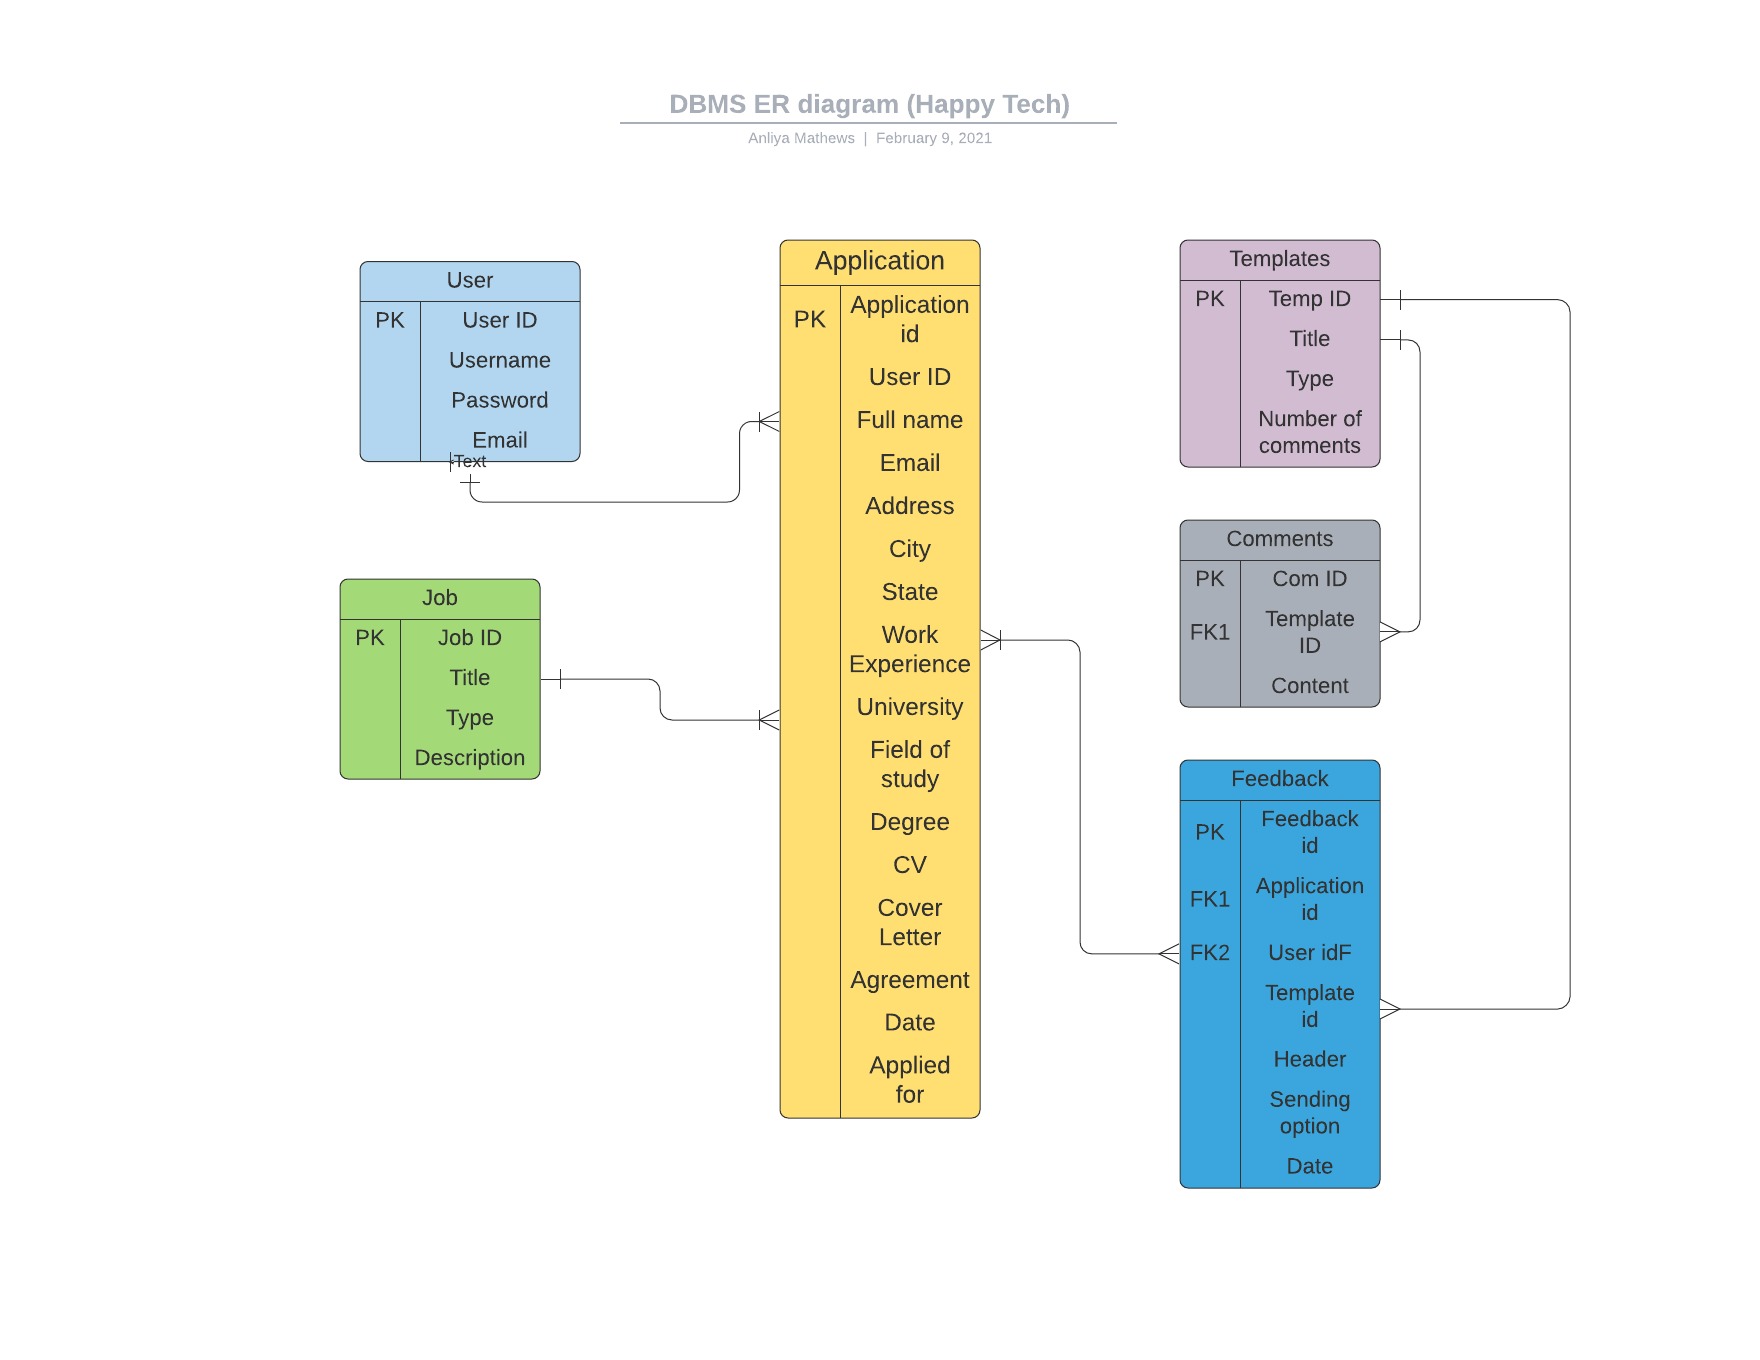 DBMS ER diagram (Happy Tech)
Anliya Mathews | February 9, 2021
User
PK User ID
Username
Password
Email
Text
Job
PK Job ID
Title
Type
Description
Application
PK Application
id
User ID
Full name
Email
Address
City
State
Work
Experience
University
Field of
study
Degree
CV
Cover
Letter
Agreement
Date
Applied
for
Templates
PK Temp ID
Title
Type
Number of
comments
Comments
PK Com ID
FK1 Template
ID
Content
Feedback
PK Feedback
id
FK1 Application
id
FK2 User idF
Template
id
Header
Sending
option
Date